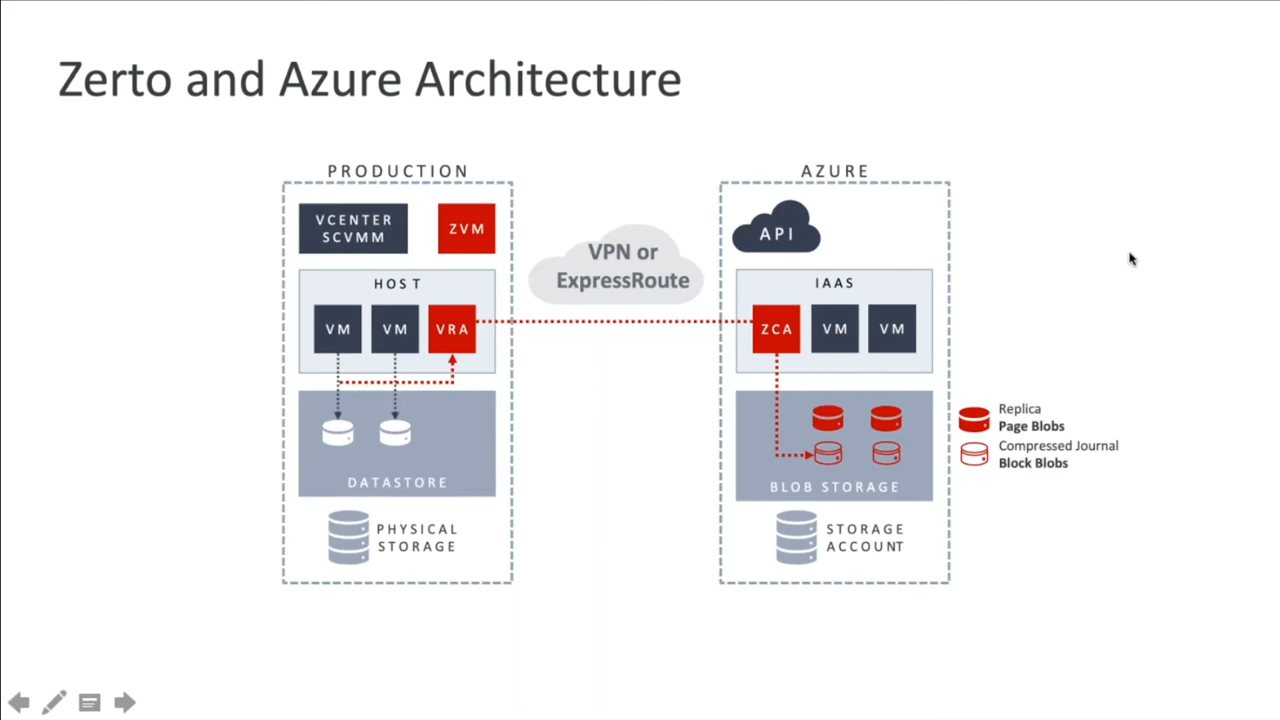 Zerto and Azure Architecture
PRODUCTION
VCENTER
SCVMM
ZVM
HOST
VM
VM
VRA
DATASTORE
PHYSICAL
STORAGE
VPN or
ExpressRoute
AZURE
API
IAAS
ZCA
VM
VM
BLOB STORAGE
STORAGE
ACCOUNT
Replica
Page Blobs
Compressed Journal
Block Blobs